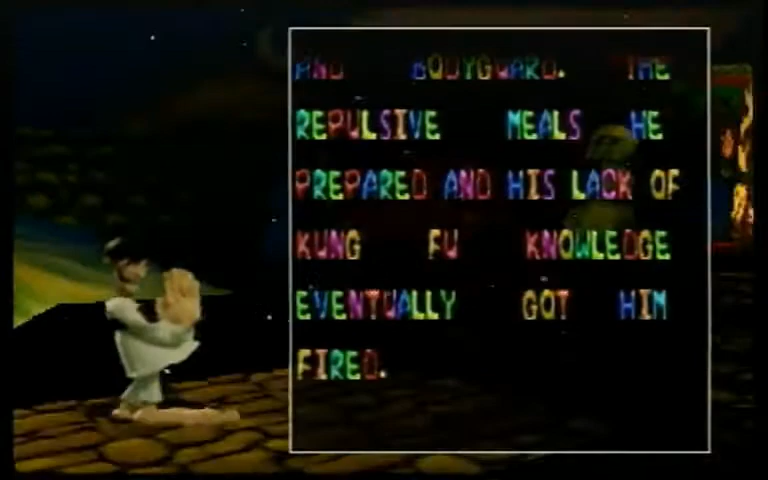 AND BODYGUARD. THE
REPULSIVE MEALS HE
PREPARED AND HIS LACK OF
KUNG FU KNOWLEDGE
EVENTUALLY GOT HIM
FIRED.